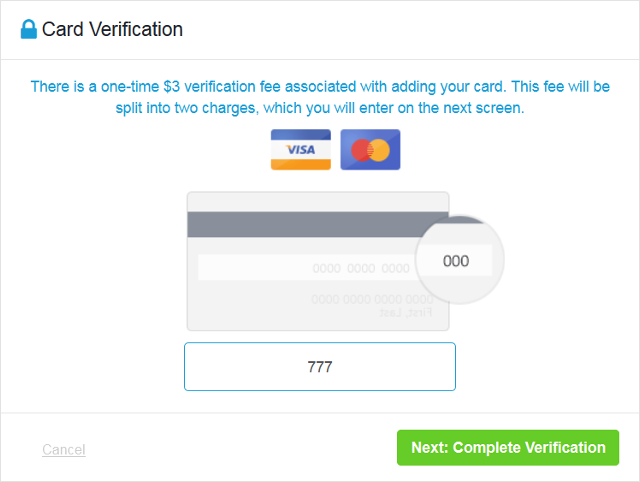 Card Verification
There is a one-time $3 verification fee associated with adding your card. This fee will be
split into two charges, which you will enter on the next screen.
VISA
0000 0000 0000
000
0000 0000 0000 0000
First, Last
777
Cancel
Next: Complete Verification